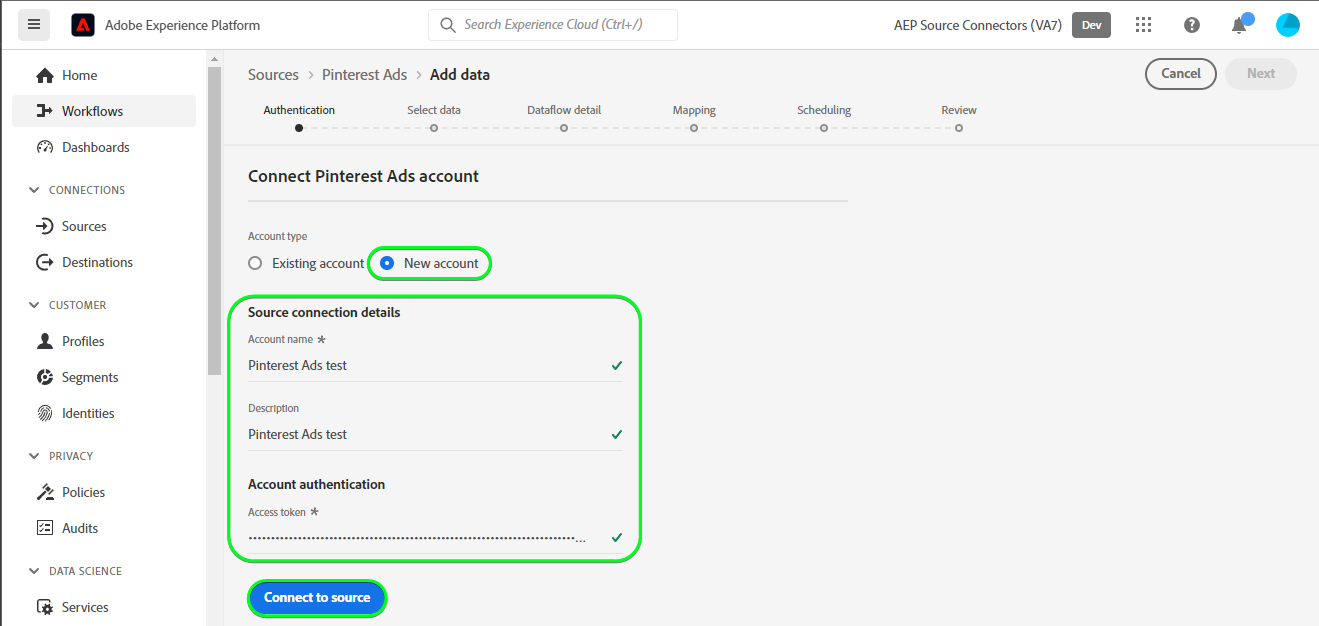 Adobe Experience Platform
Search Experience Cloud (Ctrl+/)
AEP Source Connectors (VA7)
Dev
Home
Workflows
Dashboards
CONNECTIONS
Sources
Destinations
CUSTOMER
Profiles
Segments
Identities
PRIVACY
Policies
Audits
DATA SCIENCE
Services
Sources > Pinterest Ads > Add data
Cancel
Next
Authentication
Select data
Dataflow detail
Mapping
Scheduling
Review
Connect Pinterest Ads account
Account type
Existing account
New account
Source connection details
Account name *
Pinterest Ads test
Description
Pinterest Ads test
Account authentication
Access token *
Connect to source